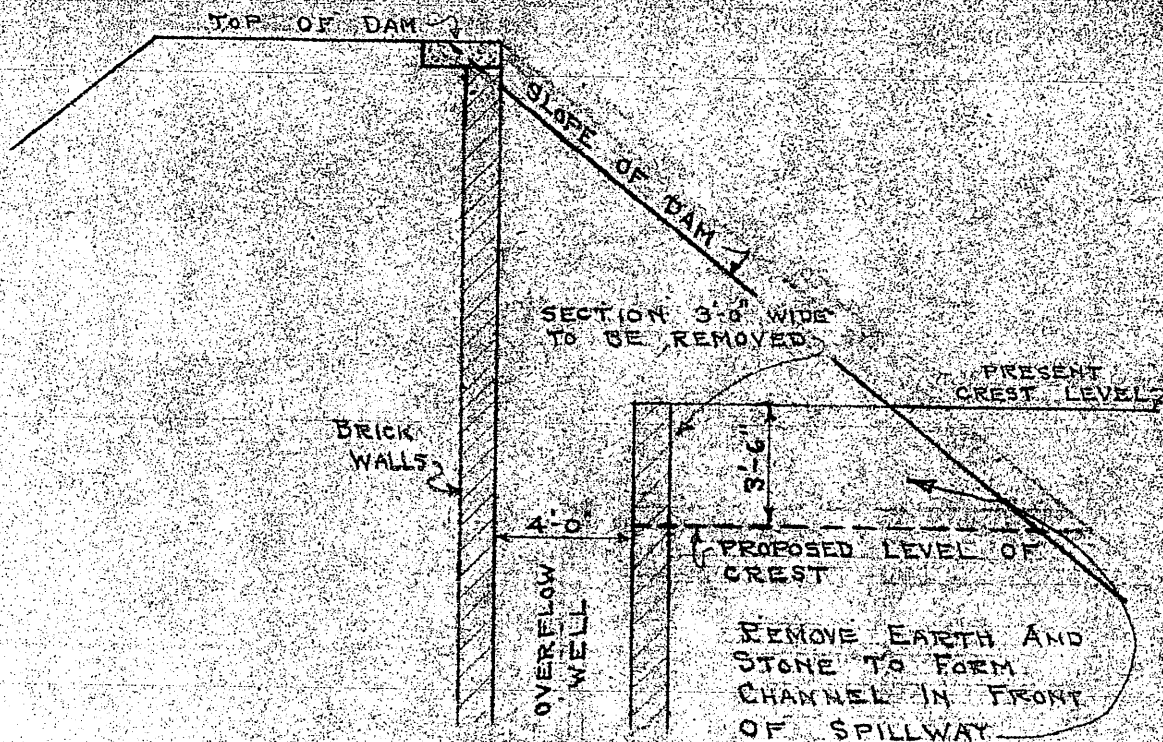 TOP OF DAM
SLOPE OF DAM
SECTION 3'-0" WIDE
TO BE REMOVED
PRESENT
CREST LEVEL
BRICK
WALLS
3'-6"
4'-0"
PROPOSED LEVEL OF
CREST
OVERFLOW
WELL
REMOVE EARTH AND
STONE TO FORM
CHANNEL IN FRONT
OF SPILLWAY